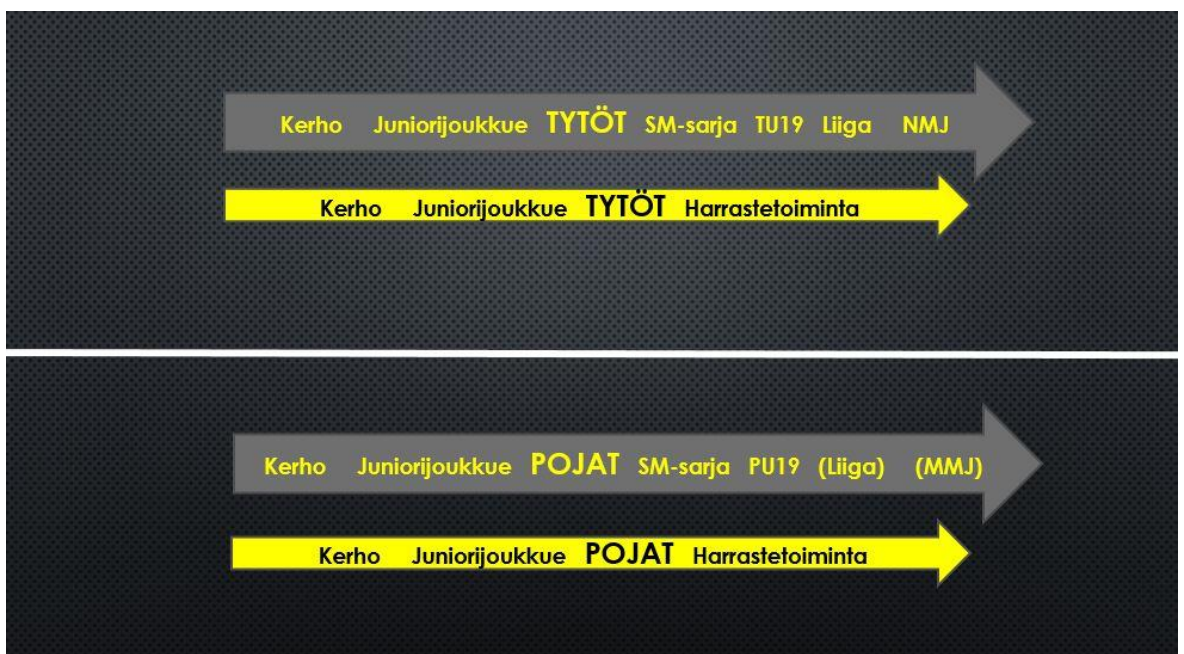 Kerho Juniorijoukkue TYTÖT SM-sarja TU19 Liiga NMJ
Kerho Juniorijoukkue TYTÖT Harrastetoiminta
Kerho Juniorijoukkue POJAT SM-sarja PU19 (Liiga) (MMJ)
Kerho Juniorijoukkue POJAT Harrastetoiminta